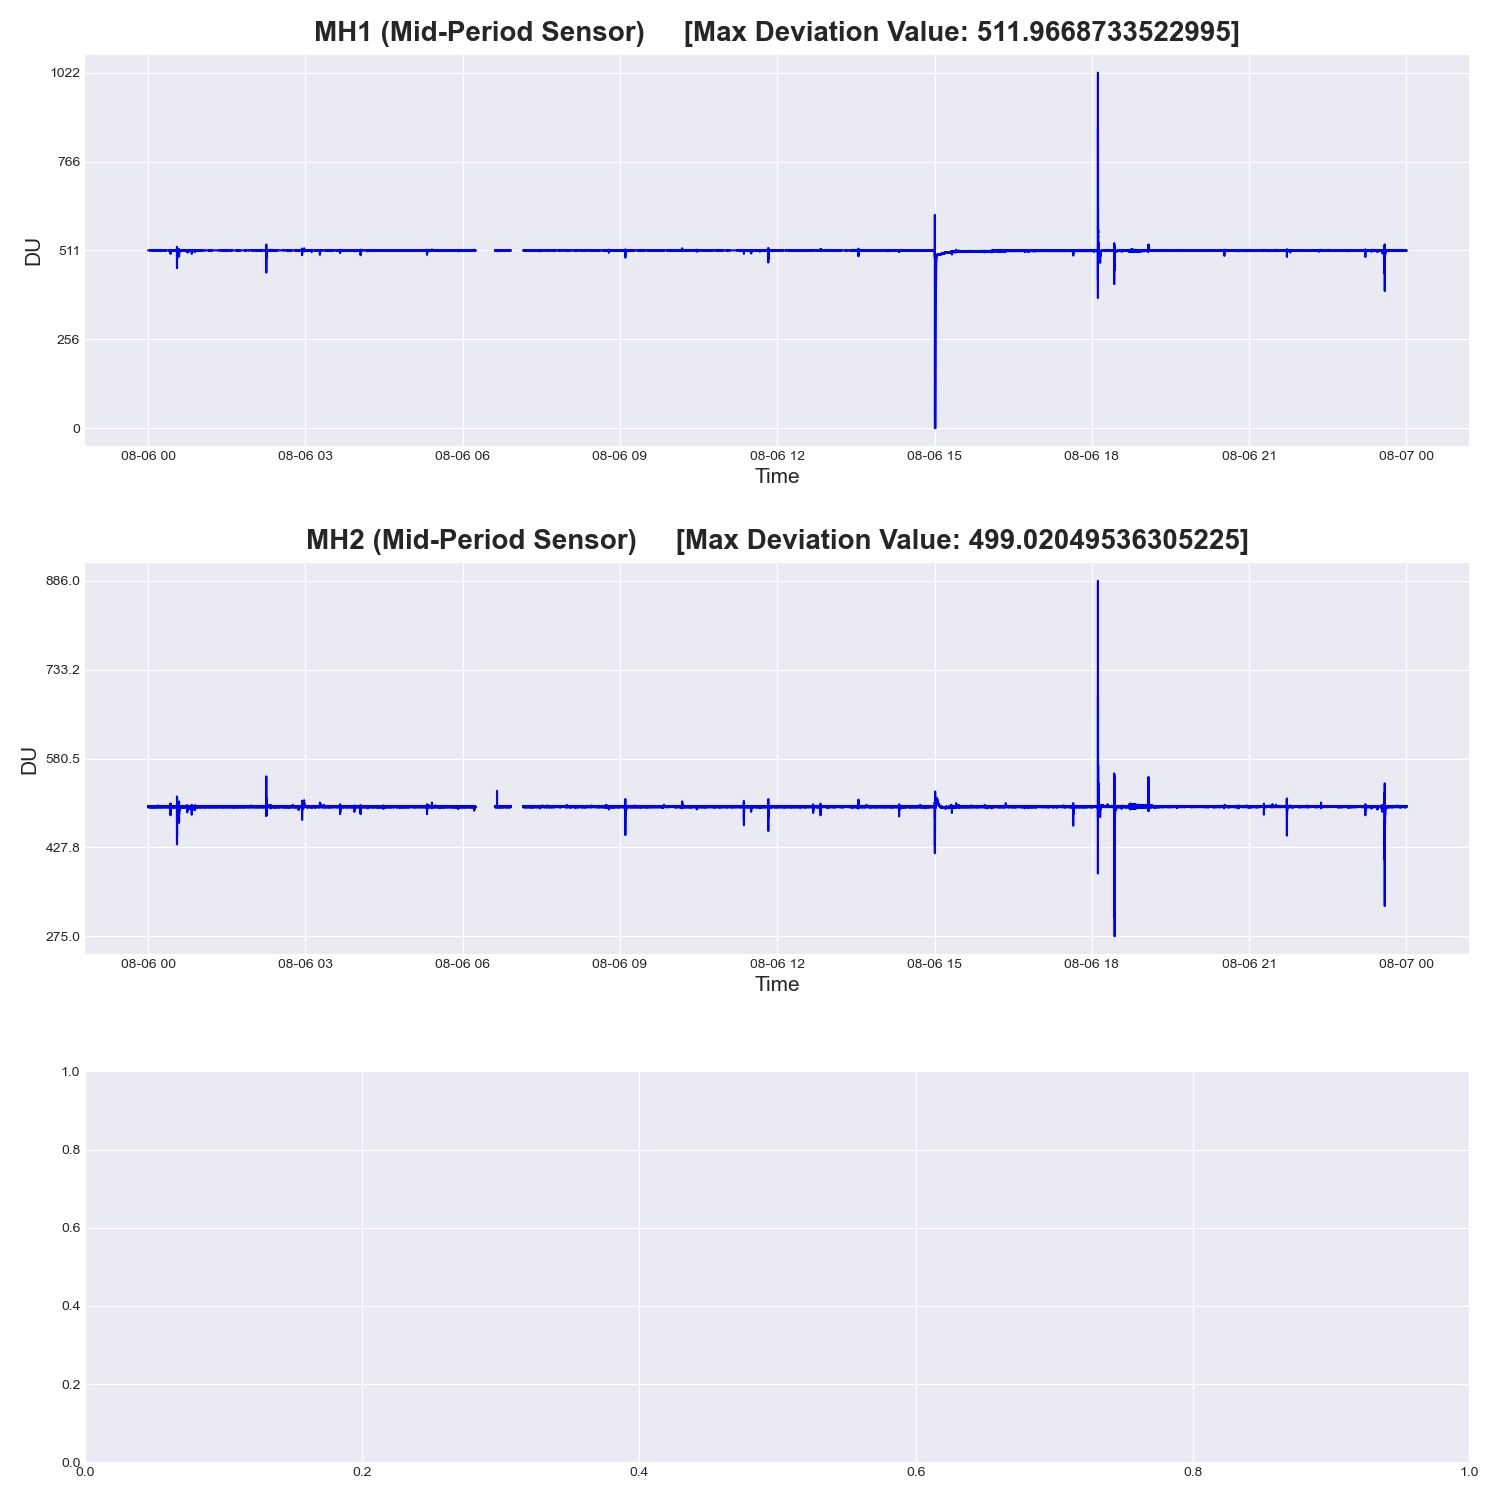 MH1 (Mid-Period Sensor)     [Max Deviation Value: 511.9668733522995]
1022
766
511
256
0
DU
08-06 00 08-06 03 08-06 06 08-06 09 08-06 12 08-06 15 08-06 18 08-06 21 08-07 00
Time
MH2 (Mid-Period Sensor)     [Max Deviation Value: 499.02049536305225]
886.0
733.2
580.5
427.8
275.0
DU
08-06 00 08-06 03 08-06 06 08-06 09 08-06 12 08-06 15 08-06 18 08-06 21 08-07 00
Time
1.0
0.8
0.6
0.4
0.2
0.0
0.0 0.2 0.4 0.6 0.8 1.0